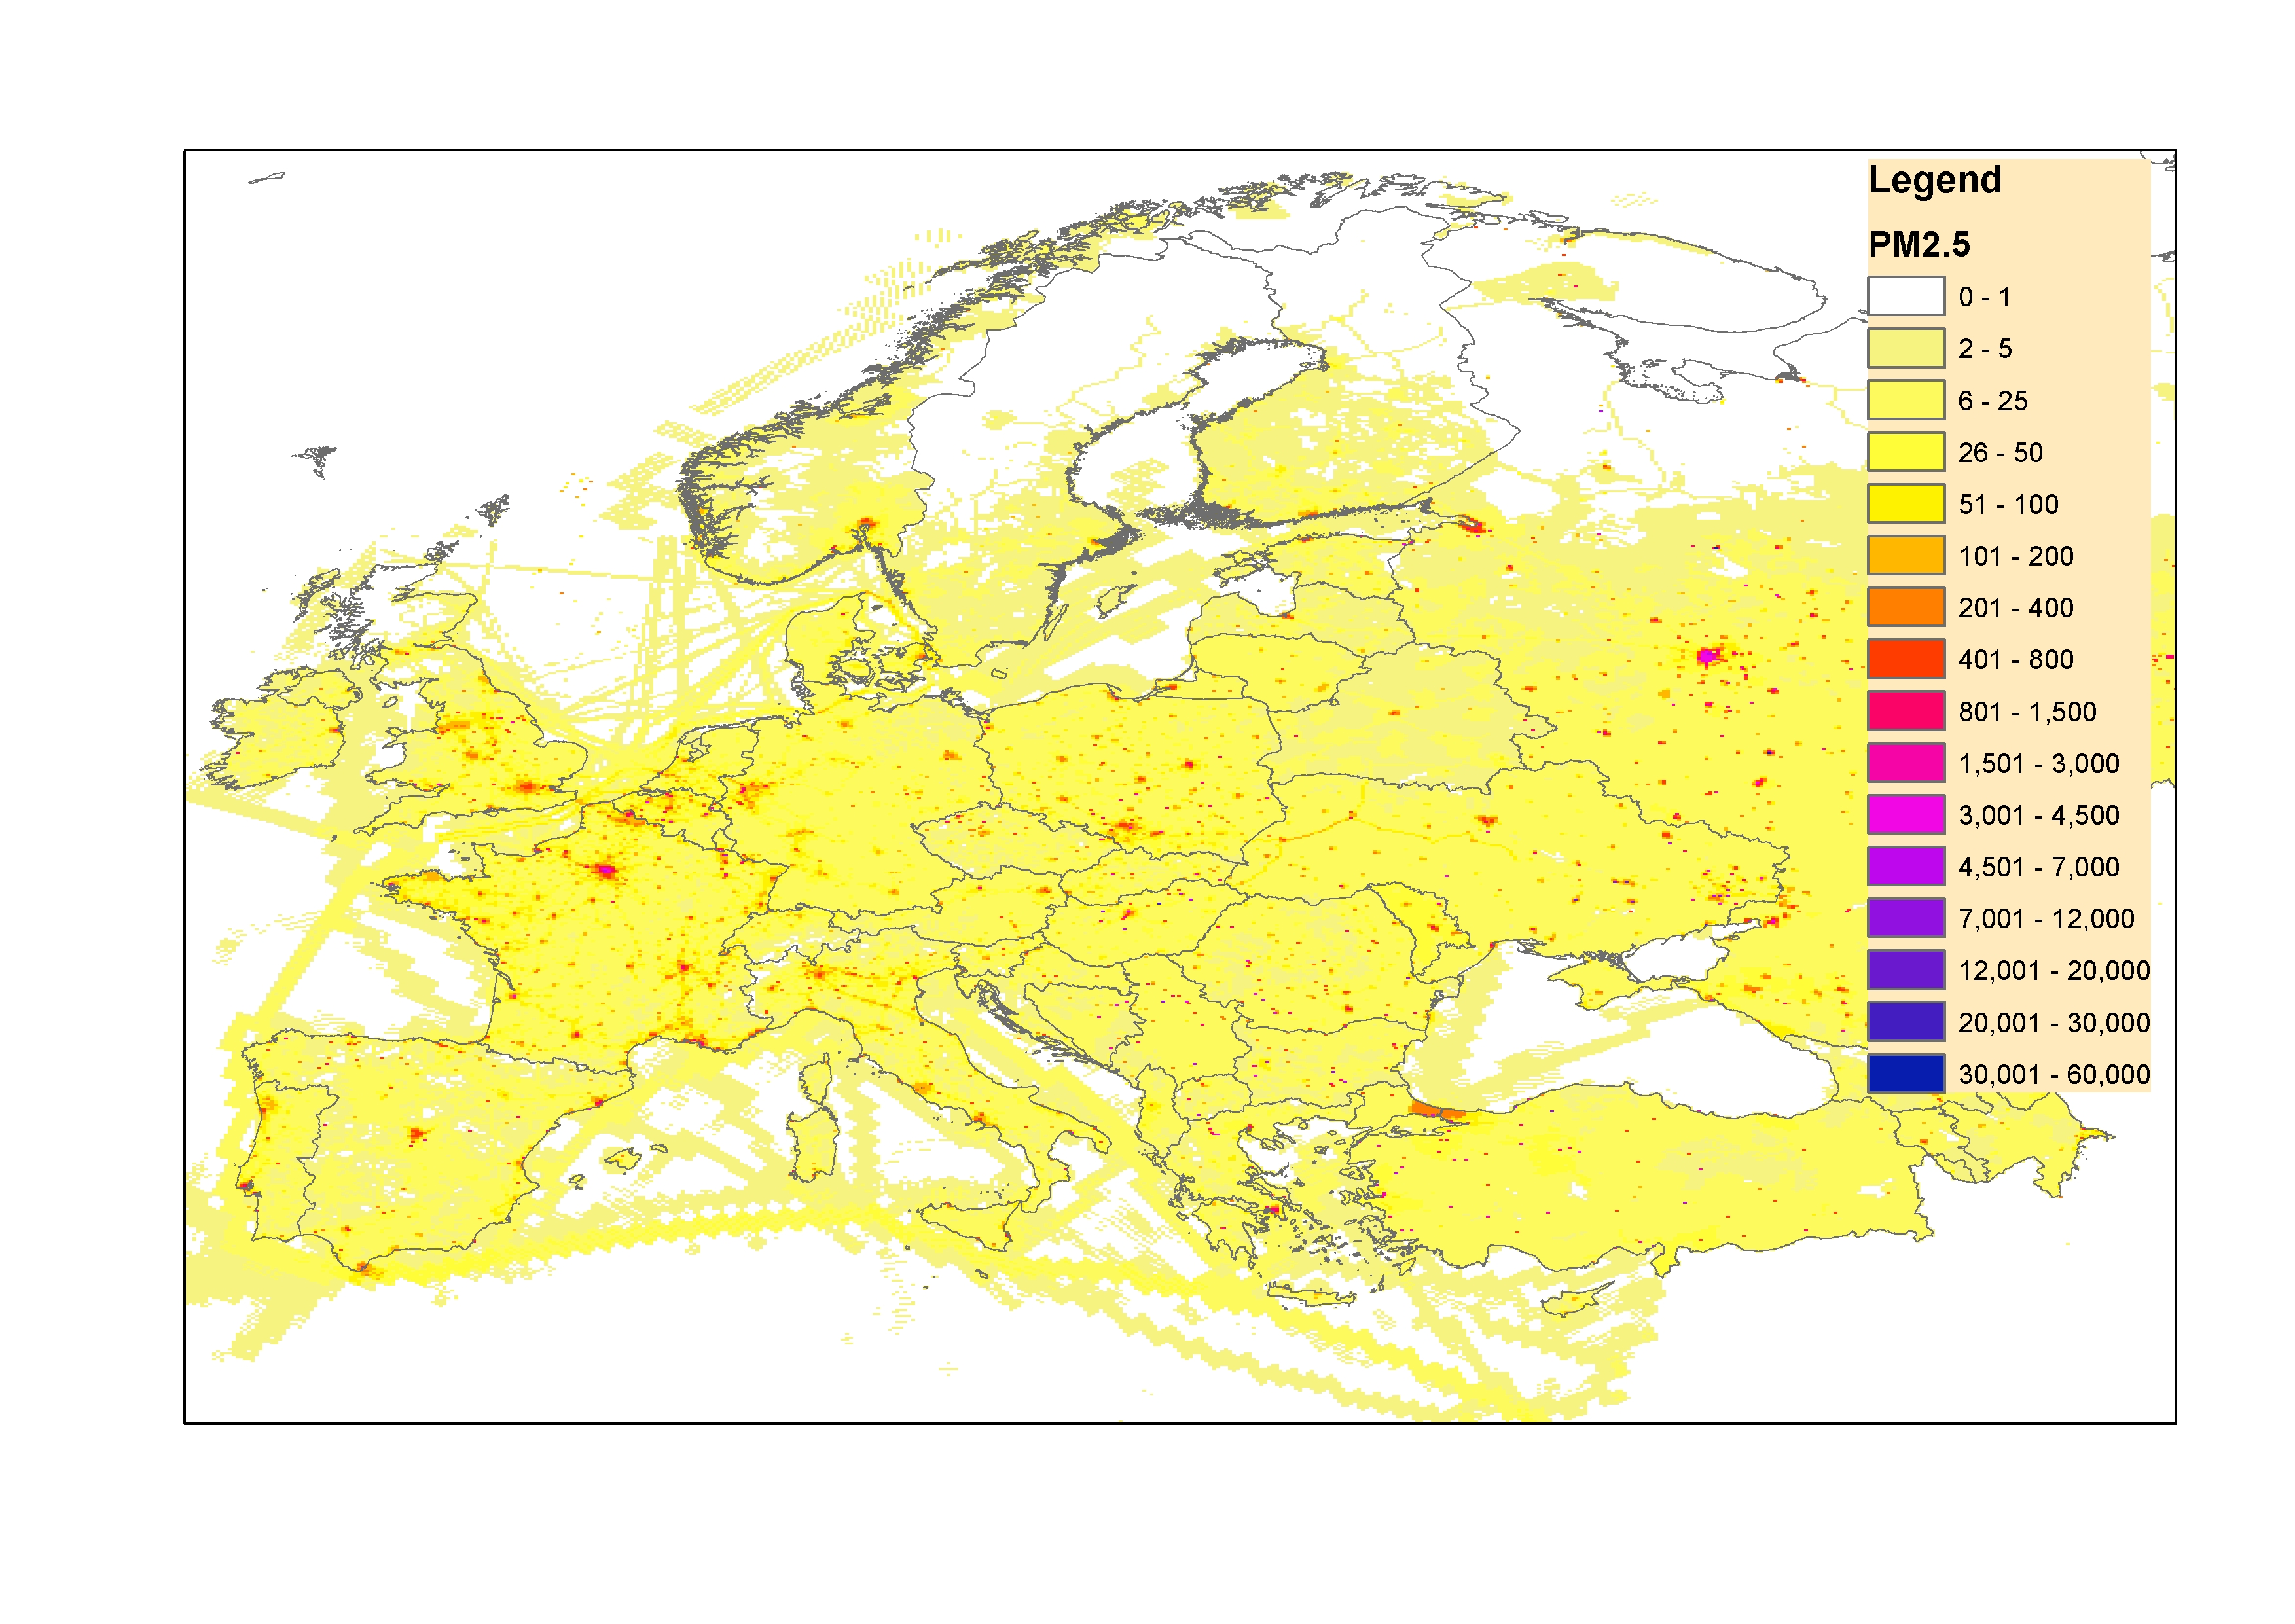 Legend
PM2.5
0 - 1
2 - 5
6 - 25
26 - 50
51 - 100
101 - 200
201 - 400
401 - 800
801 - 1,500
1,501 - 3,000
3,001 - 4,500
4,501 - 7,000
7,001 - 12,000
12,001 - 20,000
20,001 - 30,000
30,001 - 60,000